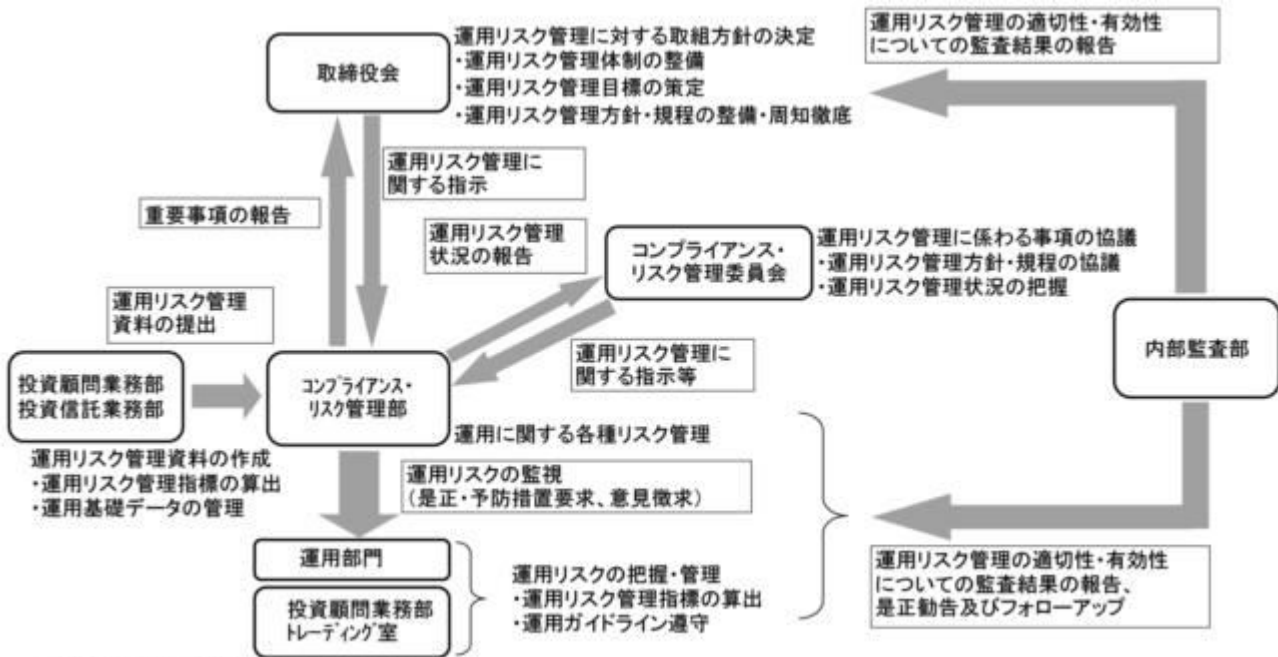 運用リスク管理の適切性・有効性
についての監査結果の報告
運用リスク管理に対する取組方針の決定
・運用リスク管理体制の整備
・運用リスク管理目標の策定
・運用リスク管理方針・規程の整備・周知徹底
取締役会
運用リスク管理に
関する指示
重要事項の報告
運用リスク管理
状況の報告
コンプライアンス・
リスク管理委員会
運用リスク管理に係わる事項の協議
・運用リスク管理方針・規程の協議
・運用リスク管理状況の把握
運用リスク管理
資料の提出
内部監査部
運用リスク管理に
関する指示等
投資顧問業務部
投資信託業務部
コンプライアンス・
リスク管理部
運用に関する各種リスク管理
運用リスク管理資料の作成
・運用リスク管理指標の算出
・運用基礎データの管理
運用リスクの監視
(是正・予防措置要求、意見徴求)
運用部門
投資顧問業務部
トレーディング室
運用リスクの把握・管理
・運用リスク管理指標の算出
・運用ガイドライン遵守
運用リスク管理の適切性・有効性
についての監査結果の報告、
是正勧告及びフォローアップ